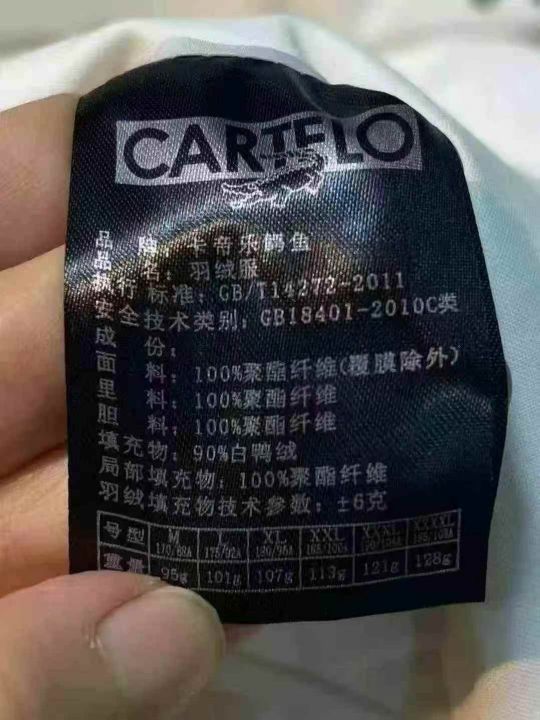 CARTELO
品 牌：卡帝乐鳄鱼
品 名：羽绒服
执行 标准：GB/T14272-2011
安全技术类别：GB18401-2010C类
成 份：
面 料：100%聚酯纤维(覆膜除外)
里 料：100%聚酯纤维
胆 料：100%聚酯纤维
填充物：90%白鸭绒
局部填充物：100%聚酯纤维
羽绒填充物技术参数：±6克
号型 M L XL XXL XXXL XXXXL
170/88A 175/92A 180/96A 185/100A
重量 95g 101g 107g 113g 121g 128g